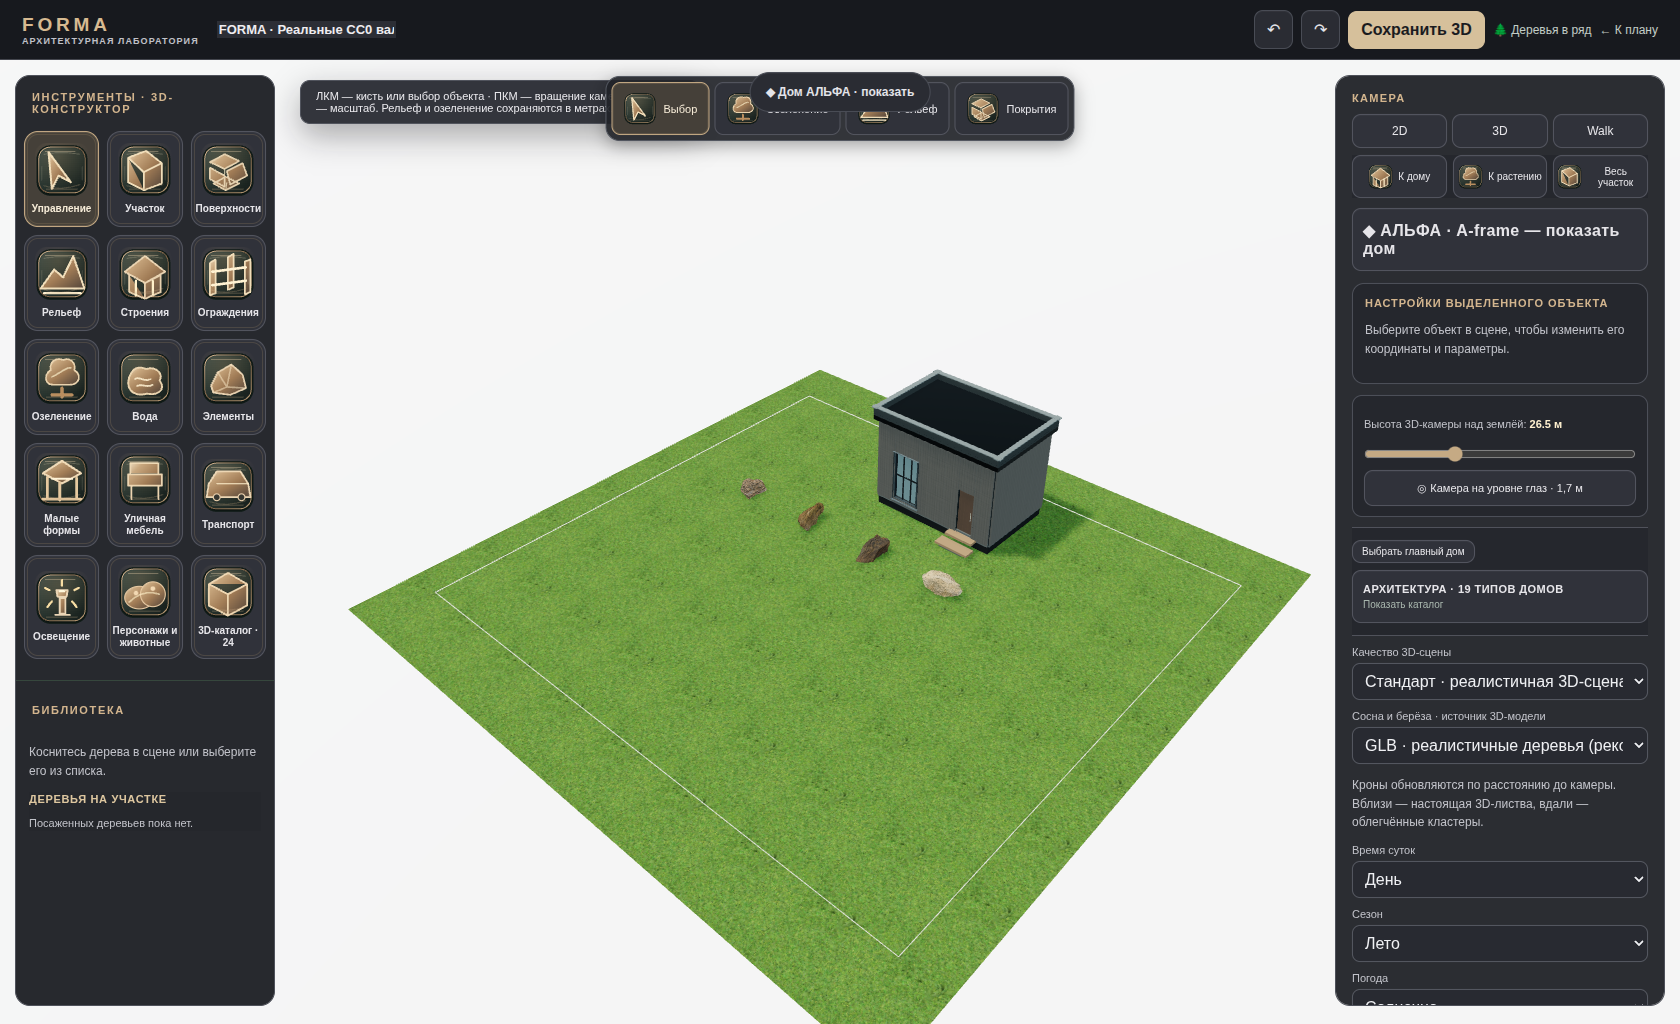 FORMA
АРХИТЕКТУРНАЯ ЛАБОРАТОРИЯ
FORMA · Реальные CC0 вал
Сохранить 3D
🌲 Деревья в ряд
← К плану
ИНСТРУМЕНТЫ · 3D-
КОНСТРУКТОР
Управление
Участок
Поверхности
Рельеф
Строения
Ограждения
Озеленение
Вода
Элементы
Малые
формы
Уличная
мебель
Транспорт
Освещение
Персонажи и
животные
3D-каталог ·
24
БИБЛИОТЕКА
Коснитесь дерева в сцене или выберите
его из списка.
ДЕРЕВЬЯ НА УЧАСТКЕ
Посаженных деревьев пока нет.
ЛКМ — кисть или выбор объекта · ПКМ — вращение кам
— масштаб. Рельеф и озеленение сохраняются в метра
Выбор
◆ Дом АЛЬФА · показать
Покрытия
КАМЕРА
2D
3D
Walk
К дому
К растению
Весь
участок
◆ АЛЬФА · A-frame — показать
дом
НАСТРОЙКИ ВЫДЕЛЕННОГО ОБЪЕКТА
Выберите объект в сцене, чтобы изменить его
координаты и параметры.
Высота 3D-камеры над землёй: 26.5 м
◎ Камера на уровне глаз · 1,7 м
Выбрать главный дом
АРХИТЕКТУРА · 19 ТИПОВ ДОМОВ
Показать каталог
Качество 3D-сцены
Стандарт · реалистичная 3D-сцена
Сосна и берёза · источник 3D-модели
GLB · реалистичные деревья (реко
Кроны обновляются по расстоянию до камеры.
Вблизи — настоящая 3D-листва, вдали —
облегчённые кластеры.
Время суток
День
Сезон
Лето
Погода